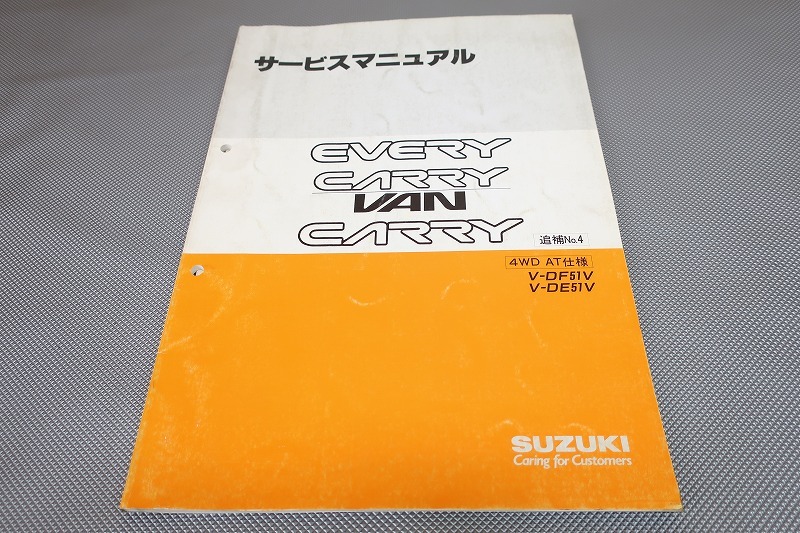 サービスマニュアル
EVERY
CARRY
VAN
CARRY
追補No.4
4WD AT仕様
V-DF51V
V-DE51V
SUZUKI
Caring for Customers